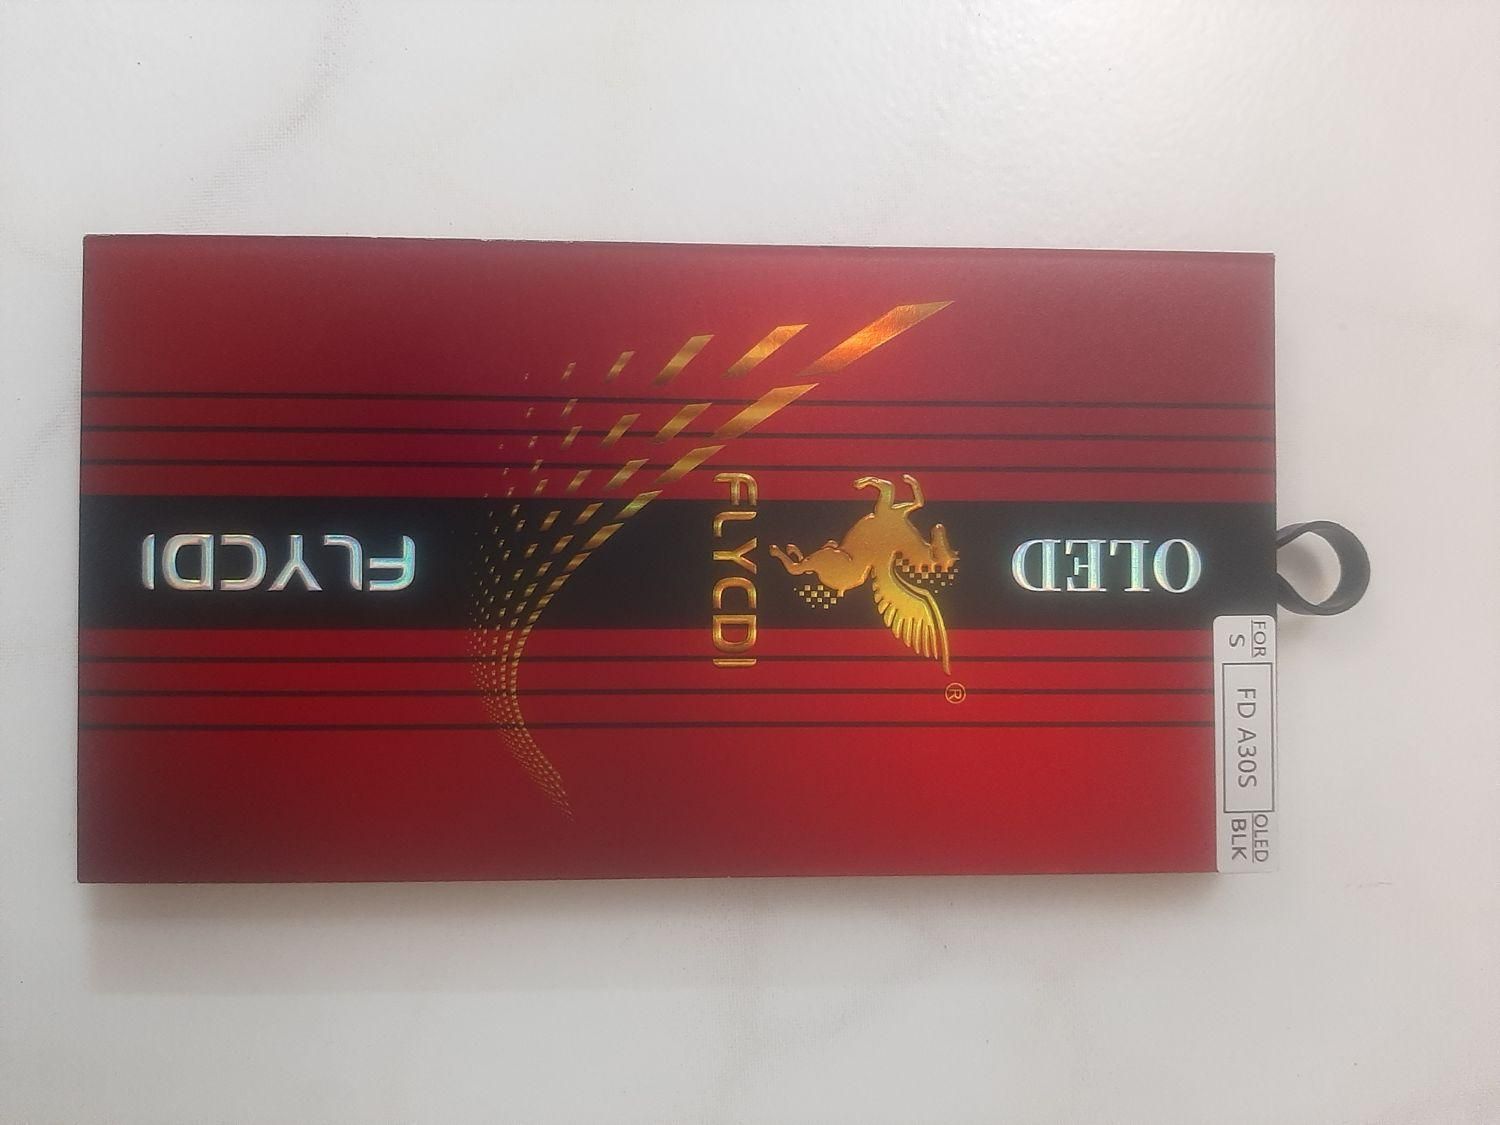 OLED
FLYCDI
®
FLYCDI
FOR
S
FD A30S
OLED
BLK